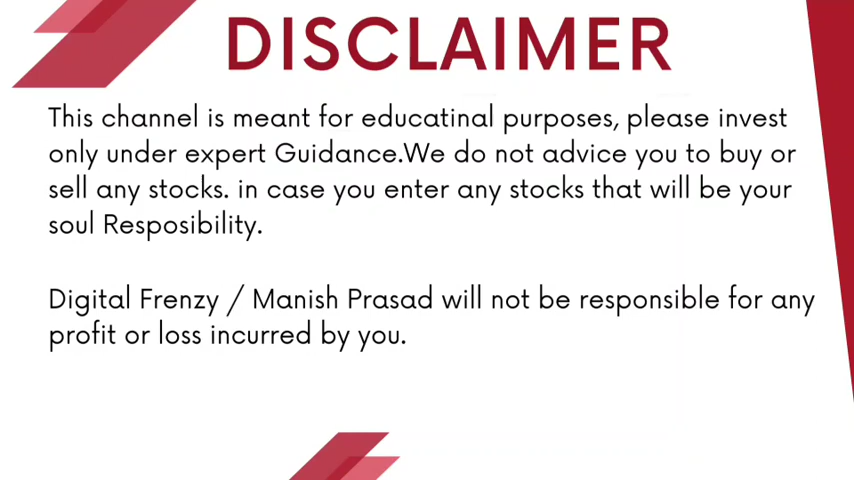 DISCLAIMER
This channel is meant for educatinal purposes, please invest
only under expert Guidance.We do not advice you to buy or
sell any stocks. in case you enter any stocks that will be your
soul Resposibility.
Digital Frenzy / Manish Prasad will not be responsible for any
profit or loss incurred by you.